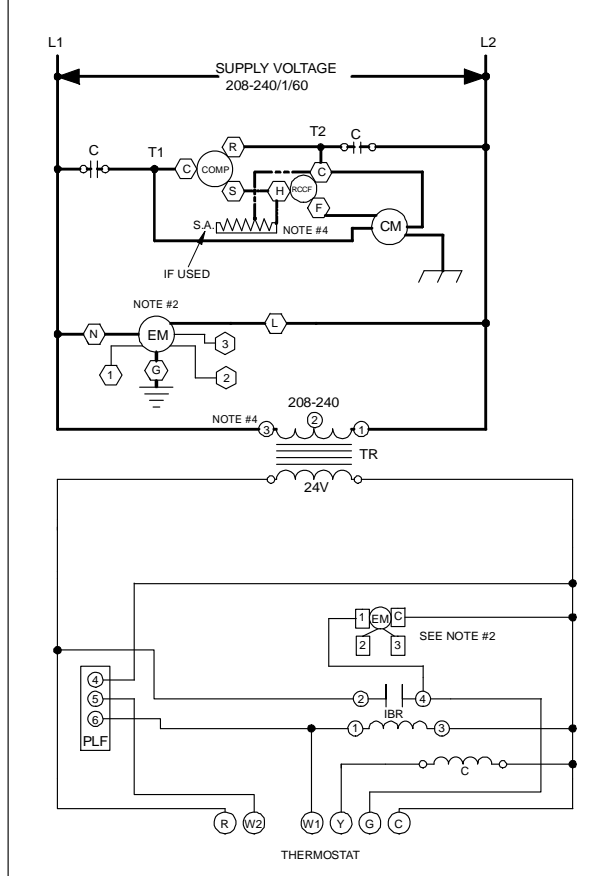 L1
L2
SUPPLY VOLTAGE
208-240/1/60
C
T1
T2
C
C
COMP
R
S
H
RCCF
C
F
CM
S.A.
NOTE #4
IF USED
NOTE #2
N
EM
L
3
1
G
2
208-240
NOTE #4
3
2
1
TR
24V
1
EM
C
2
3
SEE NOTE #2
4
5
6
PLF
2
4
IBR
1
3
C
R
W2
W1
Y
G
C
THERMOSTAT